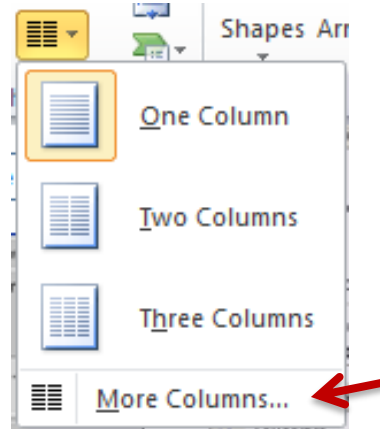 Shapes Arr
One Column
Two Columns
Three Columns
More Columns...